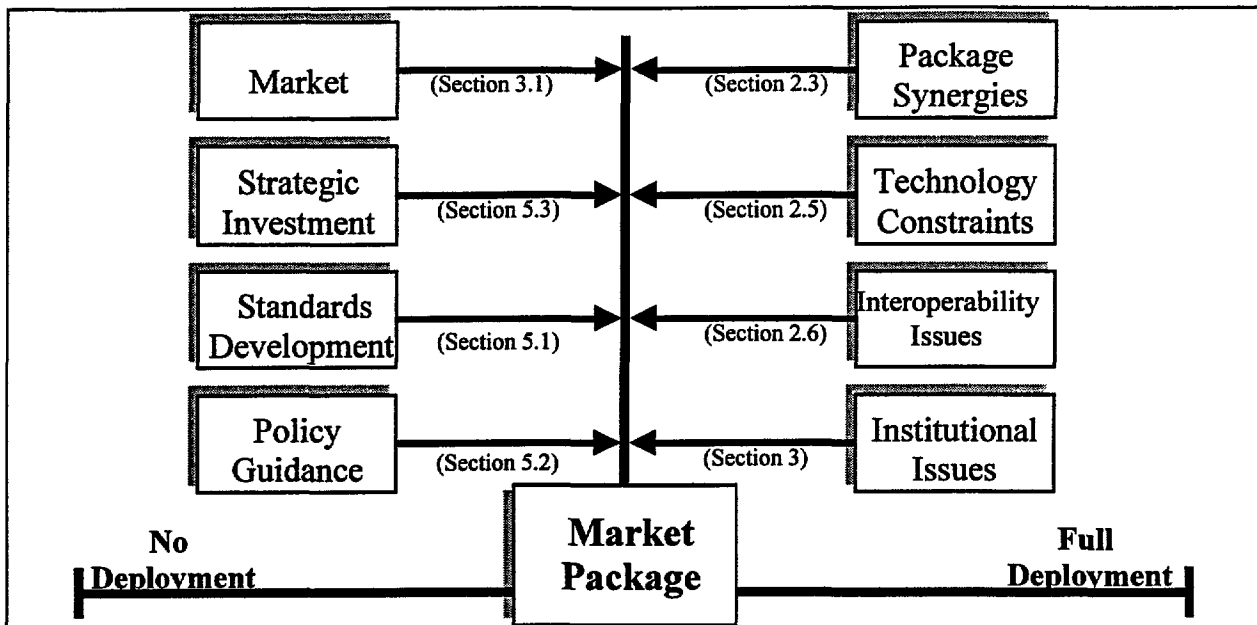 Market
(Section 3.1)
(Section 2.3)
Package
Synergies
Strategic
Investment
(Section 5.3)
(Section 2.5)
Technology
Constraints
Standards
Development
(Section 5.1)
(Section 2.6)
Interoperability
Issues
Policy
Guidance
(Section 5.2)
(Section 3)
Institutional
Issues
No
Deployment
Market
Package
Full
Deployment